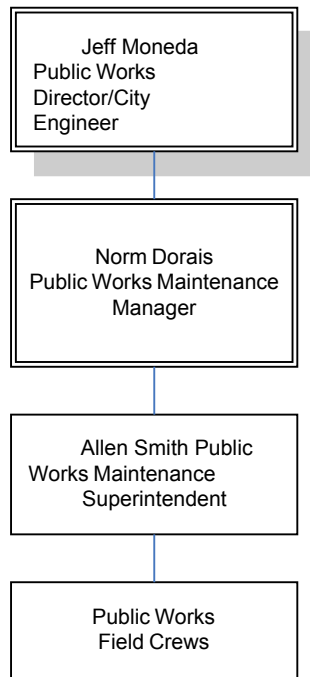 Jeff Moneda
Public Works
Director/City
Engineer
Norm Dorais
Public Works Maintenance
Manager
Allen Smith Public
Works Maintenance
Superintendent
Public Works
Field Crews